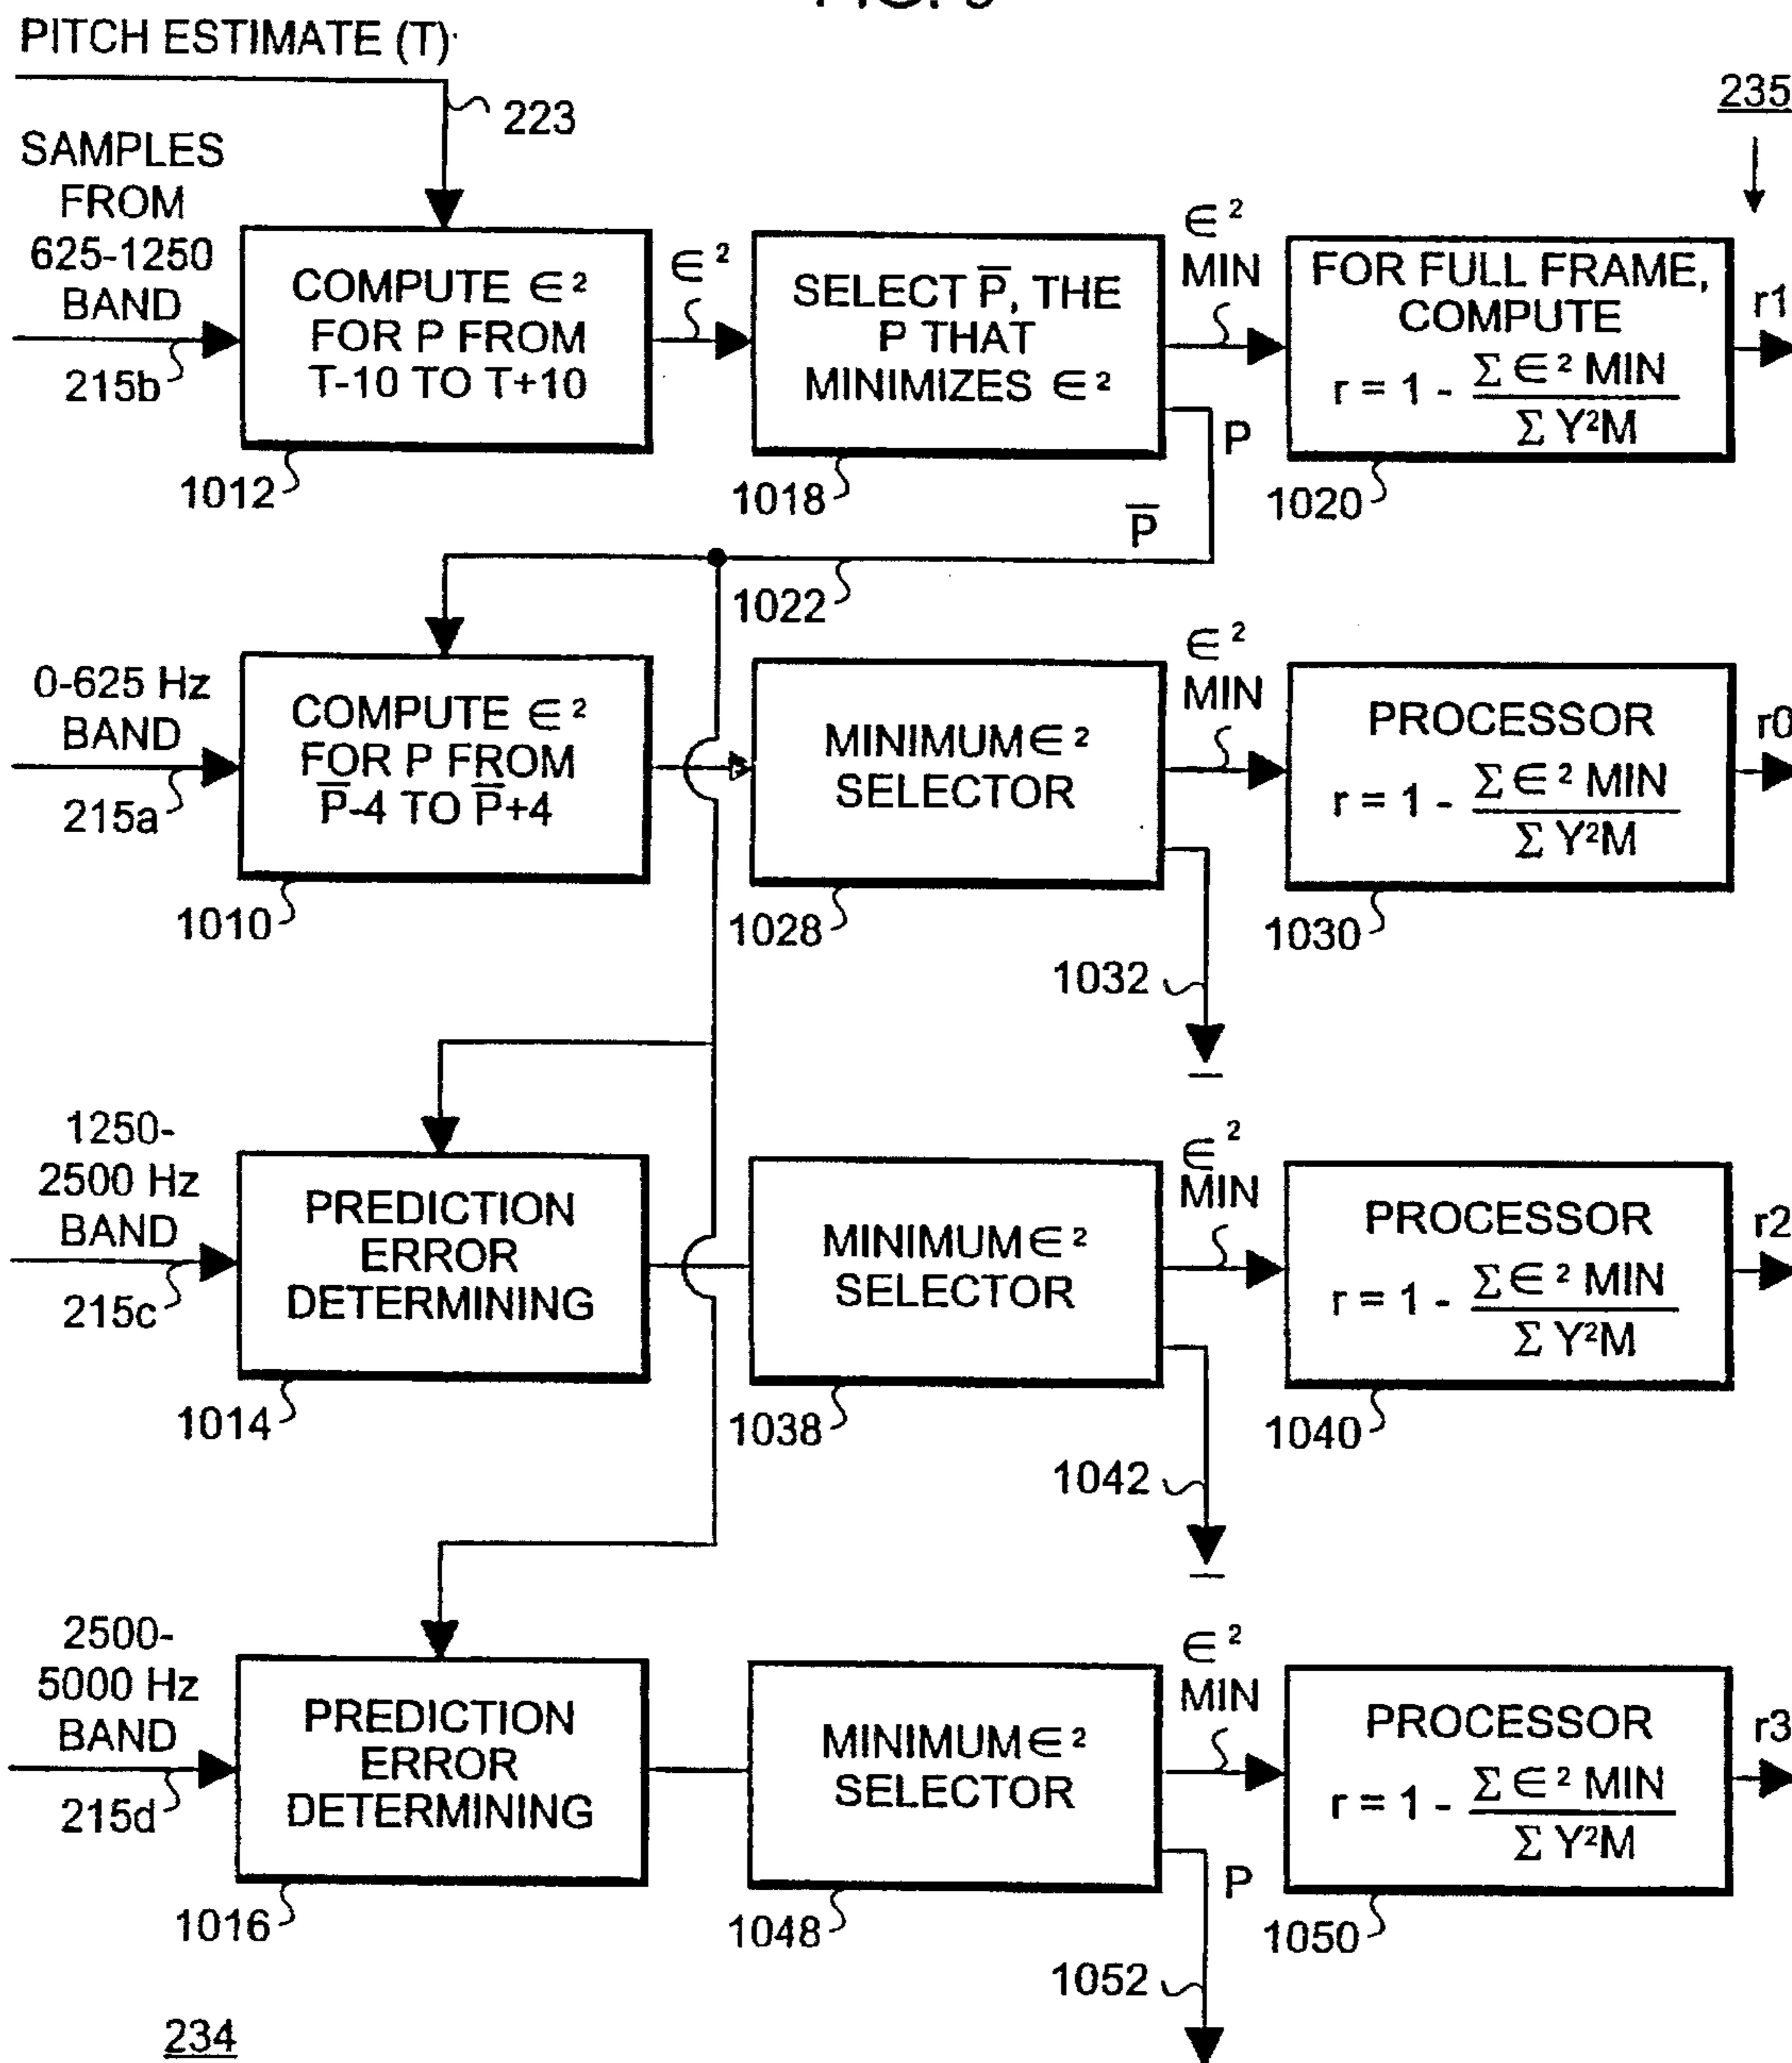 PITCH ESTIMATE (T)
223
235
SAMPLES
FROM
625-1250
BAND
215b
COMPUTE ∈²
FOR P FROM
T-10 TO T+10
1012
∈²
SELECT P̅, THE
P THAT
MINIMIZES ∈²
1018
∈²
MIN
FOR FULL FRAME,
COMPUTE
r = 1 - Σ ∈² MIN / Σ Y²M
1020
r1
P
P̅
1022
0-625 Hz
BAND
215a
COMPUTE ∈²
FOR P FROM
P̅-4 TO P̅+4
1010
MINIMUM ∈²
SELECTOR
1028
∈²
MIN
PROCESSOR
r = 1 - Σ ∈² MIN / Σ Y²M
1030
r0
1032
1250-
2500 Hz
BAND
215c
PREDICTION
ERROR
DETERMINING
1014
MINIMUM ∈²
SELECTOR
1038
∈²
MIN
PROCESSOR
r = 1 - Σ ∈² MIN / Σ Y²M
1040
r2
1042
2500-
5000 Hz
BAND
215d
PREDICTION
ERROR
DETERMINING
1016
MINIMUM ∈²
SELECTOR
1048
∈²
MIN
PROCESSOR
r = 1 - Σ ∈² MIN / Σ Y²M
1050
r3
P
1052
234